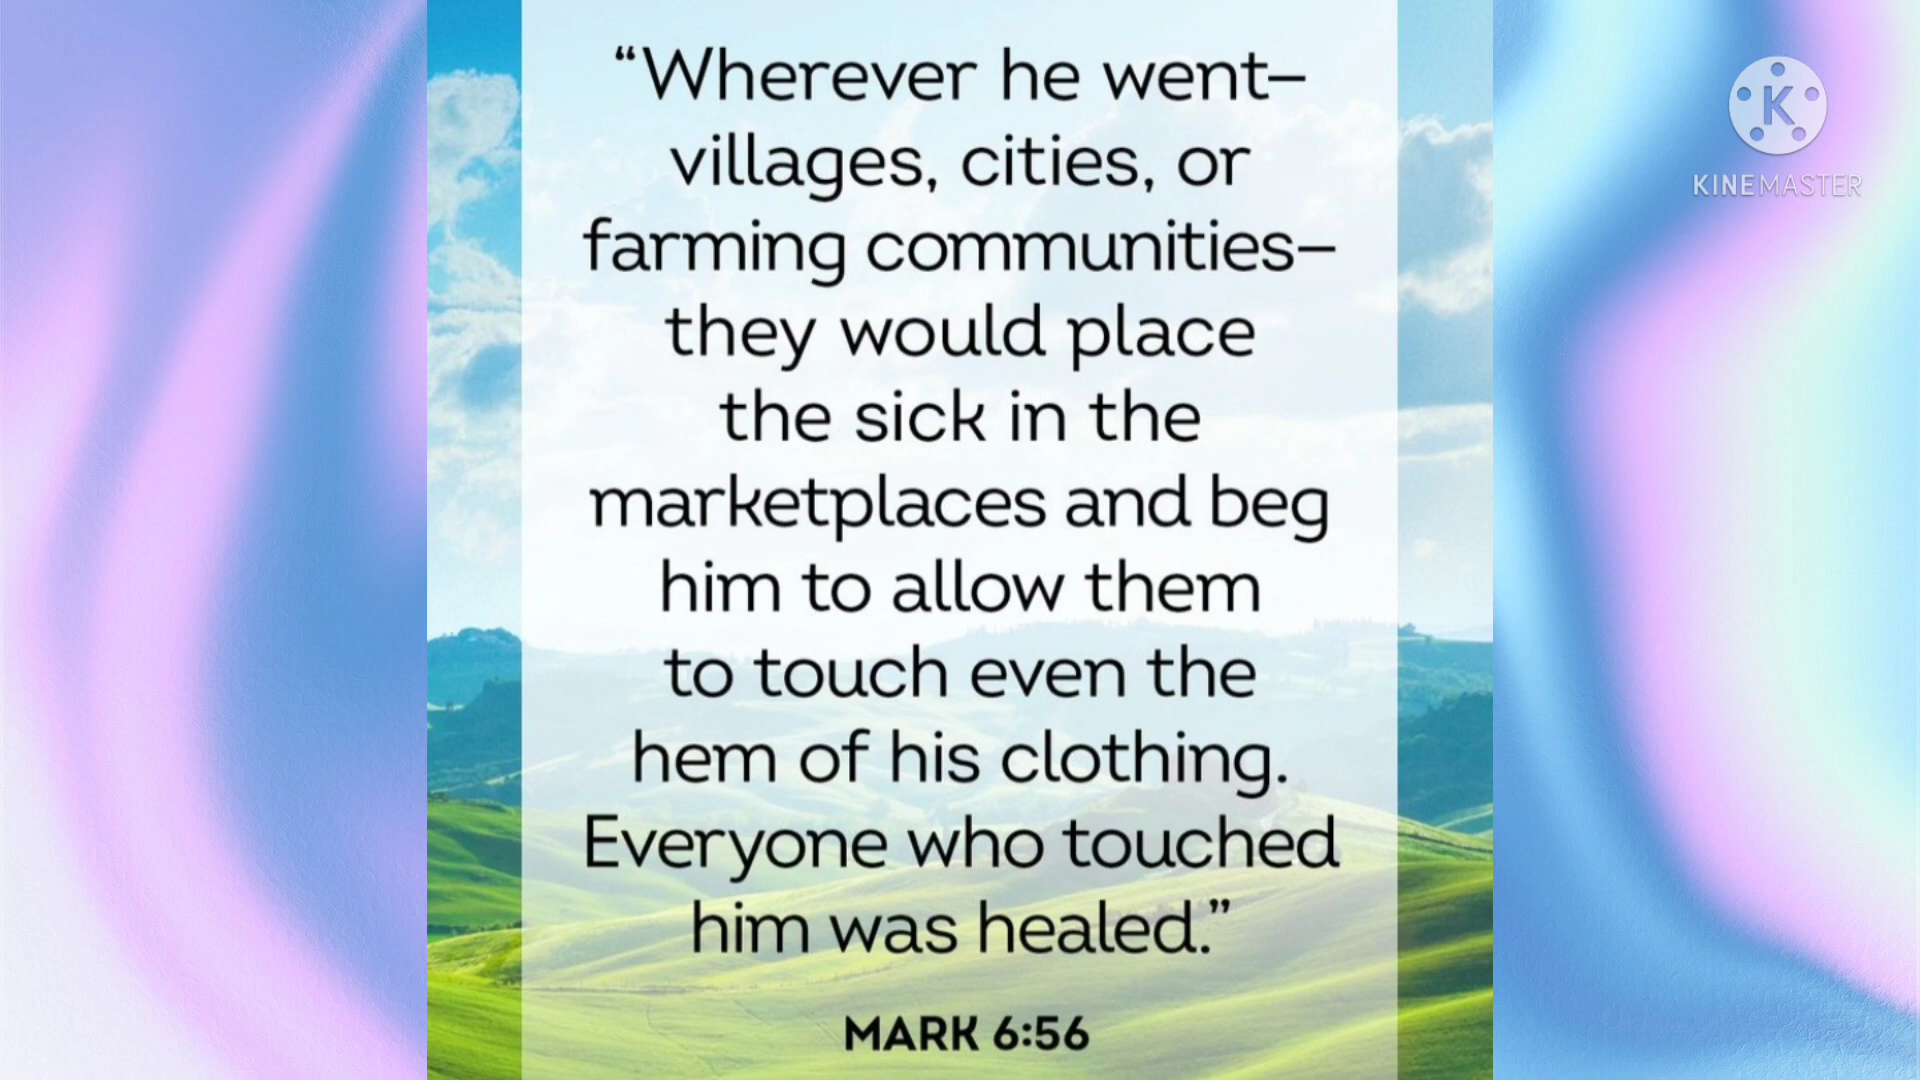 “Wherever he went–
villages, cities, or
farming communities–
they would place
the sick in the
marketplaces and beg
him to allow them
to touch even the
hem of his clothing.
Everyone who touched
him was healed.”
MARK 6:56
K
KINEMASTER